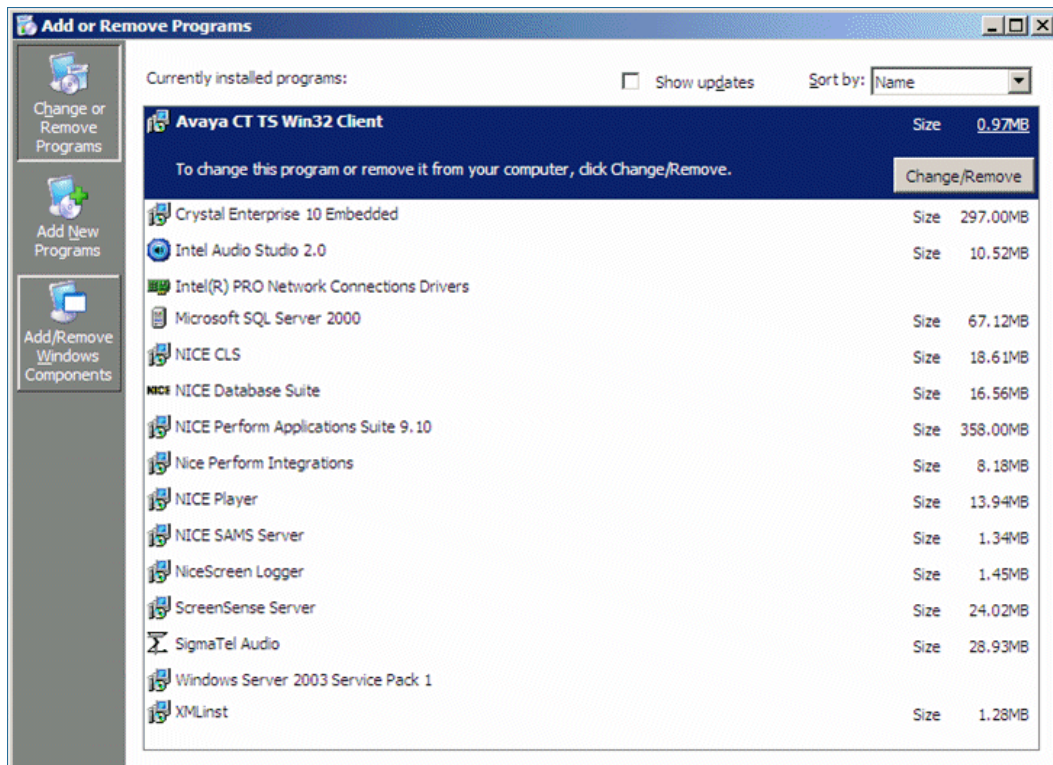 Add or Remove Programs
Change or
Remove
Programs
Add New
Programs
Add/Remove
Windows
Components
Currently installed programs:
Show updates
Sort by: Name
Avaya CT TS Win32 Client Size 0.97MB
To change this program or remove it from your computer, click Change/Remove. Change/Remove
Crystal Enterprise 10 Embedded Size 297.00MB
Intel Audio Studio 2.0 Size 10.52MB
Intel(R) PRO Network Connections Drivers
Microsoft SQL Server 2000 Size 67.12MB
NICE CLS Size 18.61MB
NICE NICE Database Suite Size 16.56MB
NICE Perform Applications Suite 9.10 Size 358.00MB
Nice Perform Integrations Size 8.18MB
NICE Player Size 13.94MB
NICE SAMS Server Size 1.34MB
NiceScreen Logger Size 1.45MB
ScreenSense Server Size 24.02MB
SigmaTel Audio Size 28.93MB
Windows Server 2003 Service Pack 1
XMLinst Size 1.28MB